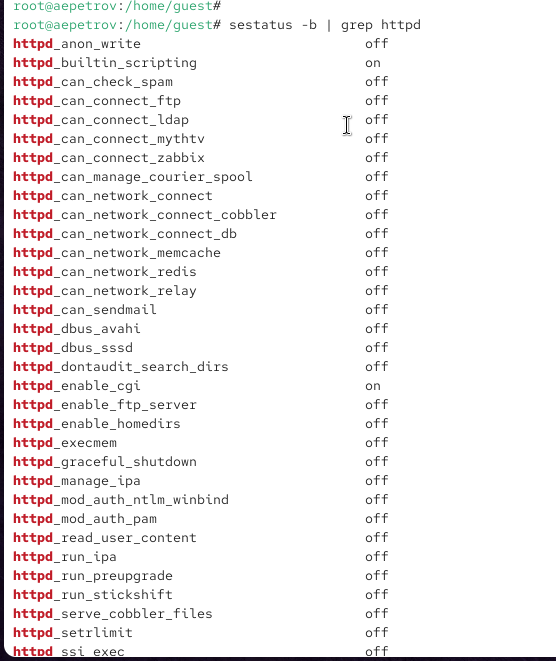 root@aepetrov:/home/guest#
root@aepetrov:/home/guest# sestatus -b | grep httpd
httpd_anon_write off
httpd_builtin_scripting on
httpd_can_check_spam off
httpd_can_connect_ftp off
httpd_can_connect_ldap off
httpd_can_connect_mythtv off
httpd_can_connect_zabbix off
httpd_can_manage_courier_spool off
httpd_can_network_connect off
httpd_can_network_connect_cobbler off
httpd_can_network_connect_db off
httpd_can_network_memcache off
httpd_can_network_redis off
httpd_can_network_relay off
httpd_can_sendmail off
httpd_dbus_avahi off
httpd_dbus_sssd off
httpd_dontaudit_search_dirs off
httpd_enable_cgi on
httpd_enable_ftp_server off
httpd_enable_homedirs off
httpd_execmem off
httpd_graceful_shutdown off
httpd_manage_ipa off
httpd_mod_auth_ntlm_winbind off
httpd_mod_auth_pam off
httpd_read_user_content off
httpd_run_ipa off
httpd_run_preupgrade off
httpd_run_stickshift off
httpd_serve_cobbler_files off
httpd_setrlimit off
httpd_ssi_exec off